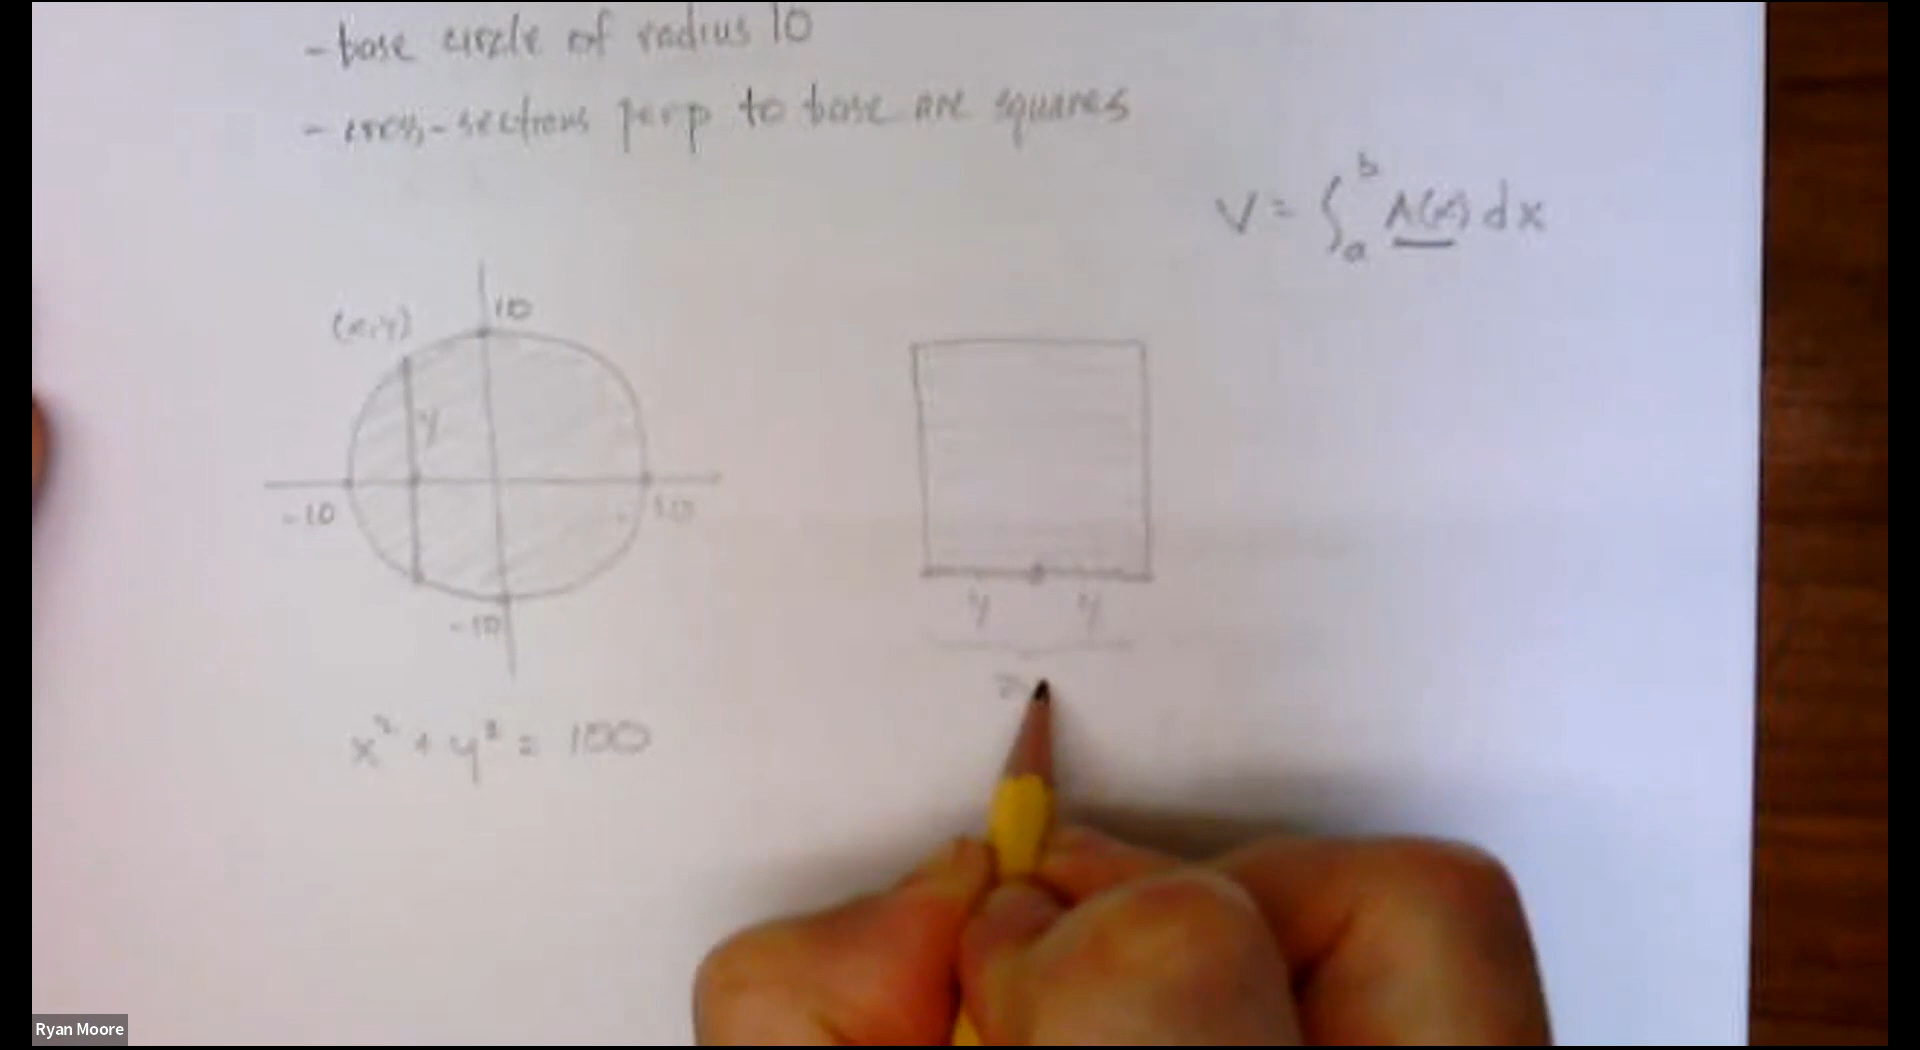 - base circle of radius 10
- cross-sections perp to base are squares
V = ∫ₐᵇ A(x) dx
10
(x,y)
y
-10
10
-10
y y
2
x² + y² = 100
Ryan Moore